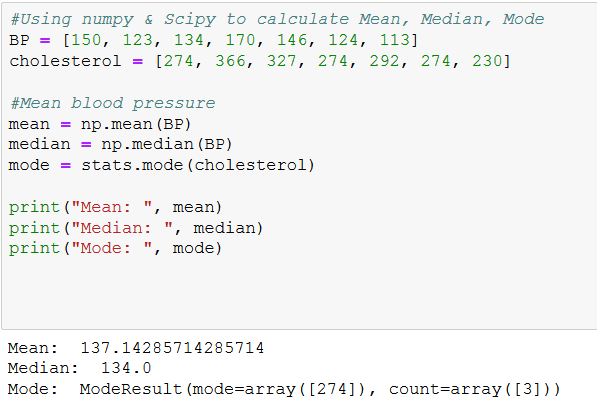 #Using numpy & Scipy to calculate Mean, Median, Mode
BP = [150, 123, 134, 170, 146, 124, 113]
cholesterol = [274, 366, 327, 274, 292, 274, 230]
#Mean blood pressure
mean = np.mean(BP)
median = np.median(BP)
mode = stats.mode(cholesterol)
print("Mean: ", mean)
print("Median: ", median)
print("Mode: ", mode)
Mean:  137.14285714285714
Median:  134.0
Mode:  ModeResult(mode=array([274]), count=array([3]))